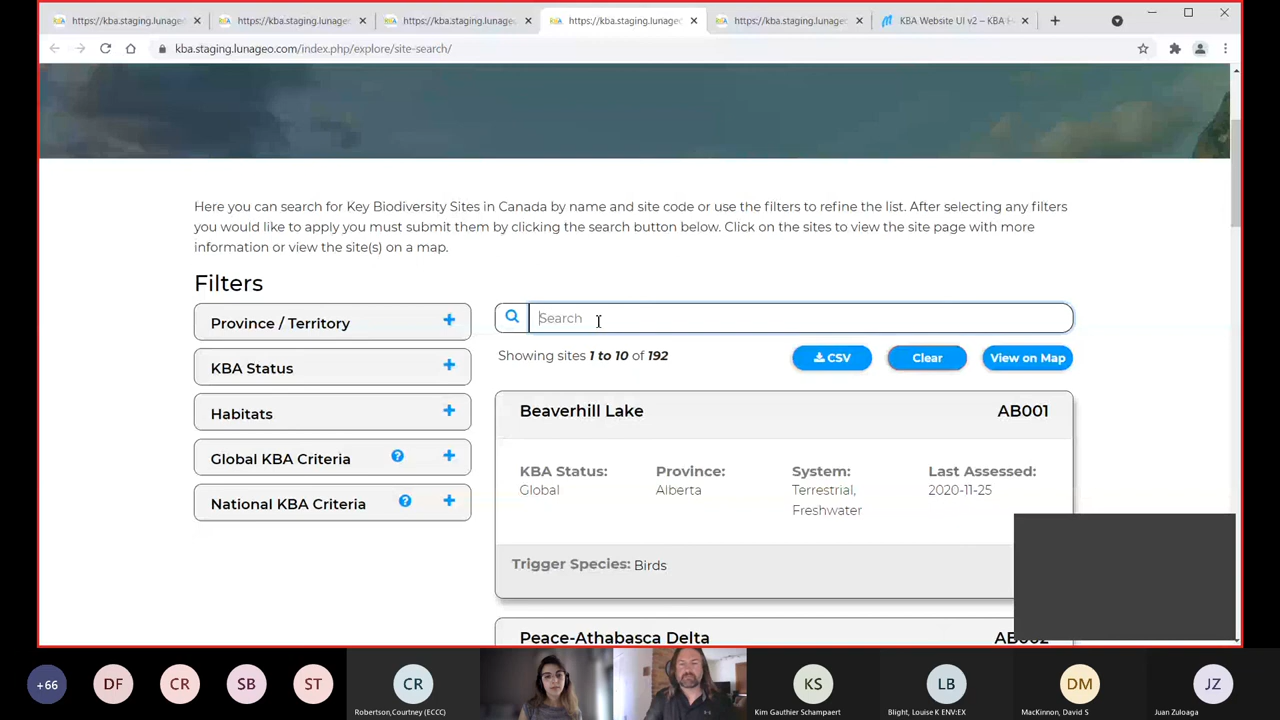 https://kba.staging.lunage
https://kba.staging.lunage
https://kba.staging.lunage
https://kba.staging.lunage
https://kba.staging.lunage
KBA Website UI v2 – KBA
kba.staging.lunageo.com/index.php/explore/site-search/
Here you can search for Key Biodiversity Sites in Canada by name and site code or use the filters to refine the list. After selecting any filters
you would like to apply you must submit them by clicking the search button below. Click on the sites to view the site page with more
information or view the site(s) on a map.
Filters
Province / Territory
KBA Status
Habitats
Global KBA Criteria
National KBA Criteria
Search
Showing sites 1 to 10 of 192
CSV
Clear
View on Map
Beaverhill Lake AB001
KBA Status: Province: System: Last Assessed:
Global Alberta Terrestrial, 2020-11-25
Freshwater
Trigger Species: Birds
Peace-Athabasca Delta AB002
+66 DF CR SB ST CR KS LB DM JZ
Robertson,Courtney (ECCC) Kim Gauthier Schampaert Blight, Louise K ENV:EX MacKinnon, David S Juan Zuloaga